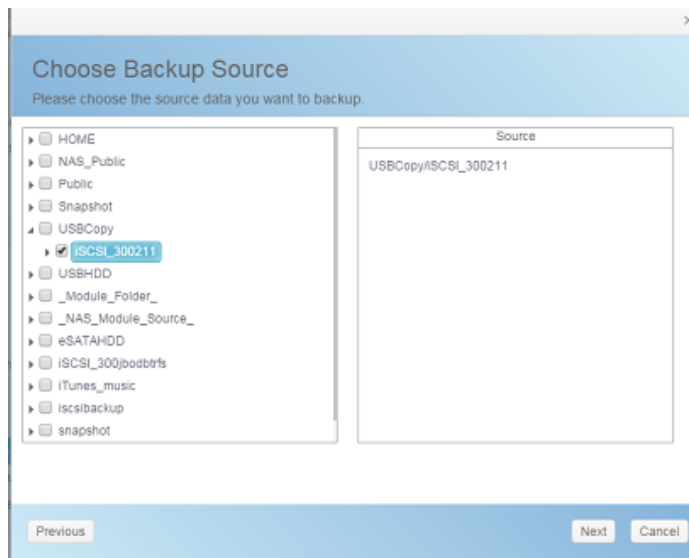 Choose Backup Source
Please choose the source data you want to backup.
HOME
NAS_Public
Public
Snapshot
USBCopy
iSCSI_300211
USBHDD
_Module_Folder_
_NAS_Module_Source_
eSATAHDD
iSCSI_300jbodbtrfs
iTunes_music
iscsibackup
snapshot
Source
USBCopy/iSCSI_300211
Previous
Next
Cancel